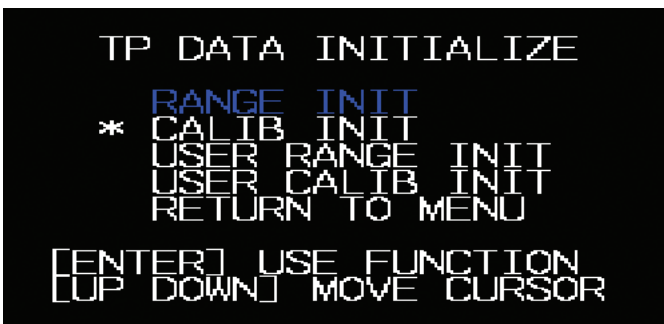 TP DATA INITIALIZE
RANGE INIT
* CALIB INIT
USER RANGE INIT
USER CALIB INIT
RETURN TO MENU
[ENTER] USE FUNCTION
[UP DOWN] MOVE CURSOR